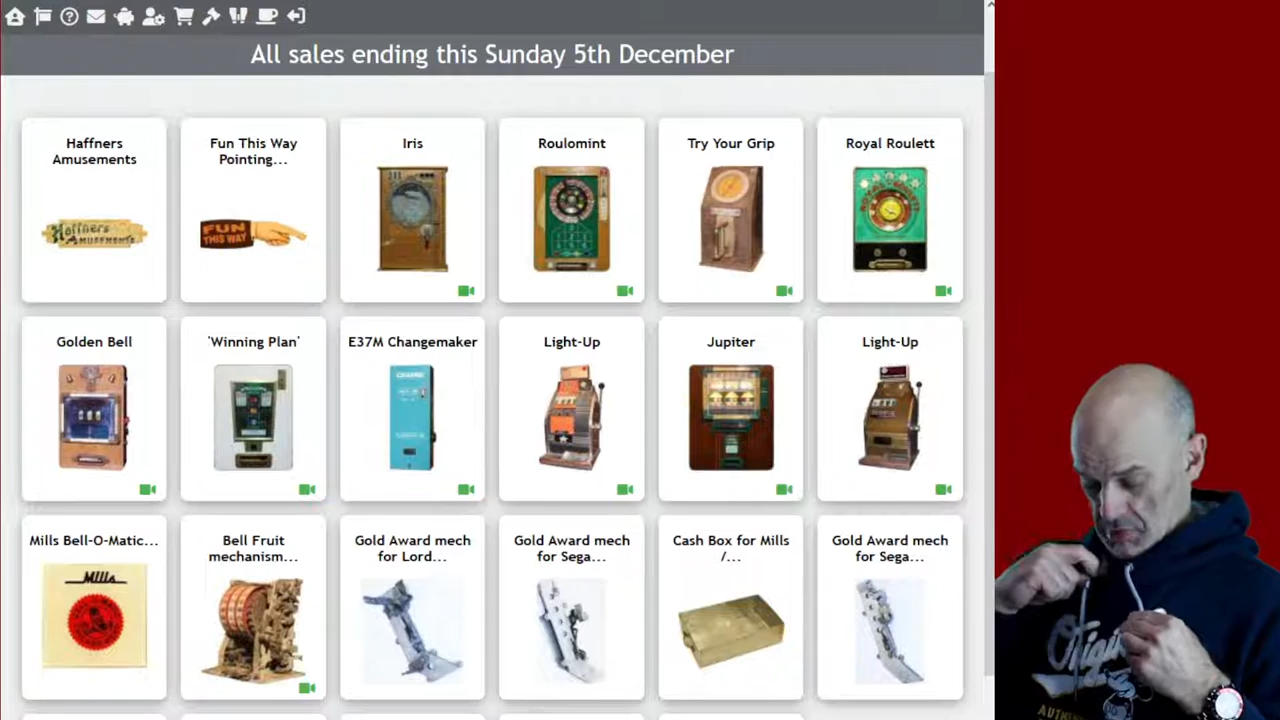 All sales ending this Sunday 5th December
Haffners
Amusements
Fun This Way
Pointing...
Iris
Roulomint
Try Your Grip
Royal Roulett
Haffners
Amusements
FUN
THIS WAY
Golden Bell
'Winning Plan'
E37M Changemaker
Light-Up
Jupiter
Light-Up
CHANGE
Mills Bell-O-Matic...
Bell Fruit
mechanism...
Gold Award mech
for Lord...
Gold Award mech
for Sega...
Cash Box for Mills
/...
Gold Award mech
for Sega...
Mills
Origin
AUTHEN